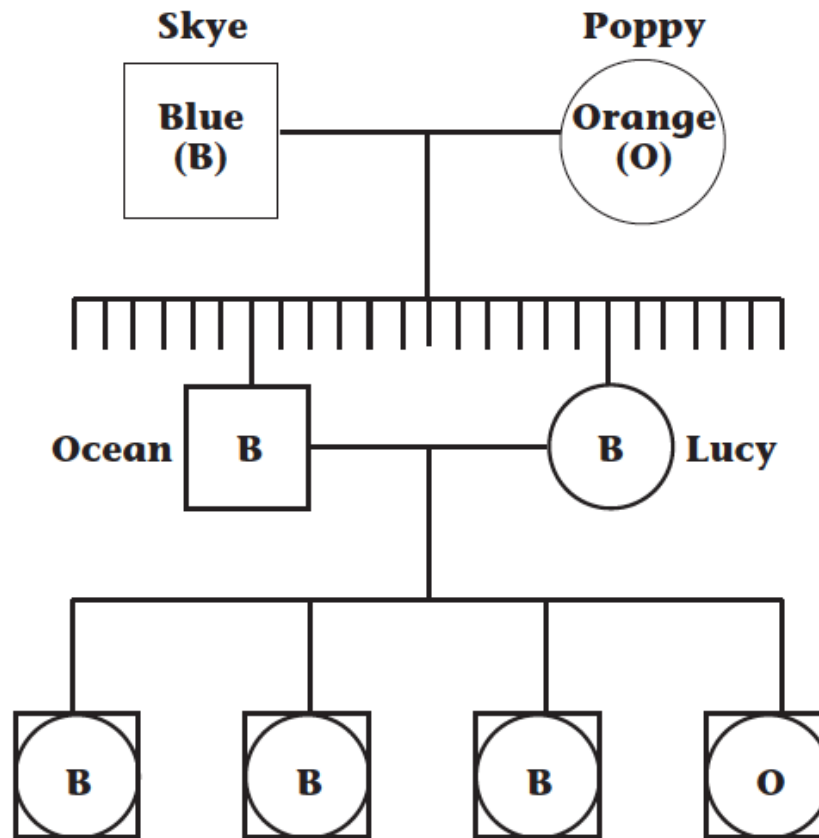 Skye Poppy
Blue
(B)
Orange
(O)
Ocean B B Lucy
B B B O